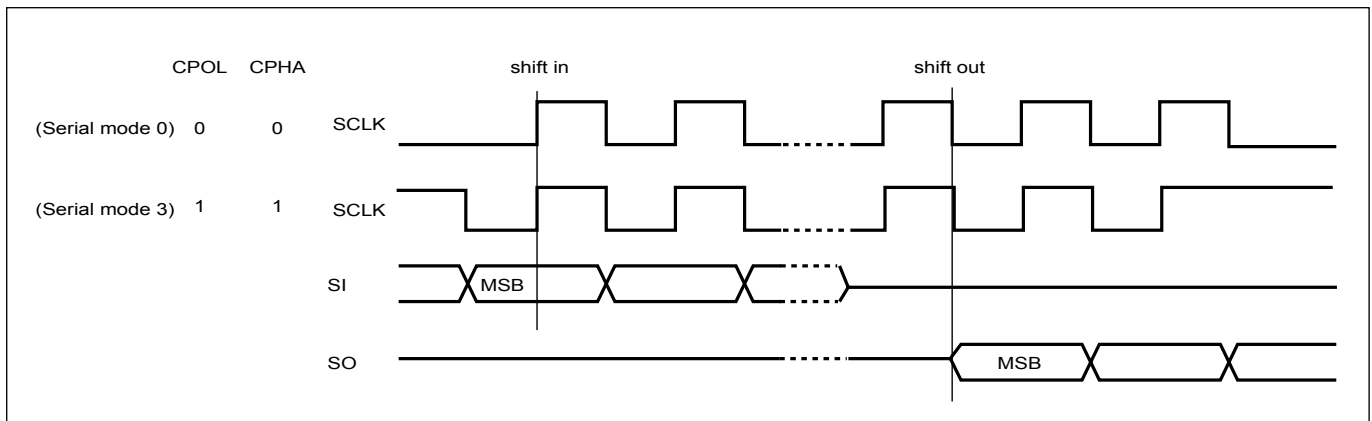 CPOL CPHA shift in shift out
(Serial mode 0) 0 0 SCLK
(Serial mode 3) 1 1 SCLK
SI MSB
SO MSB